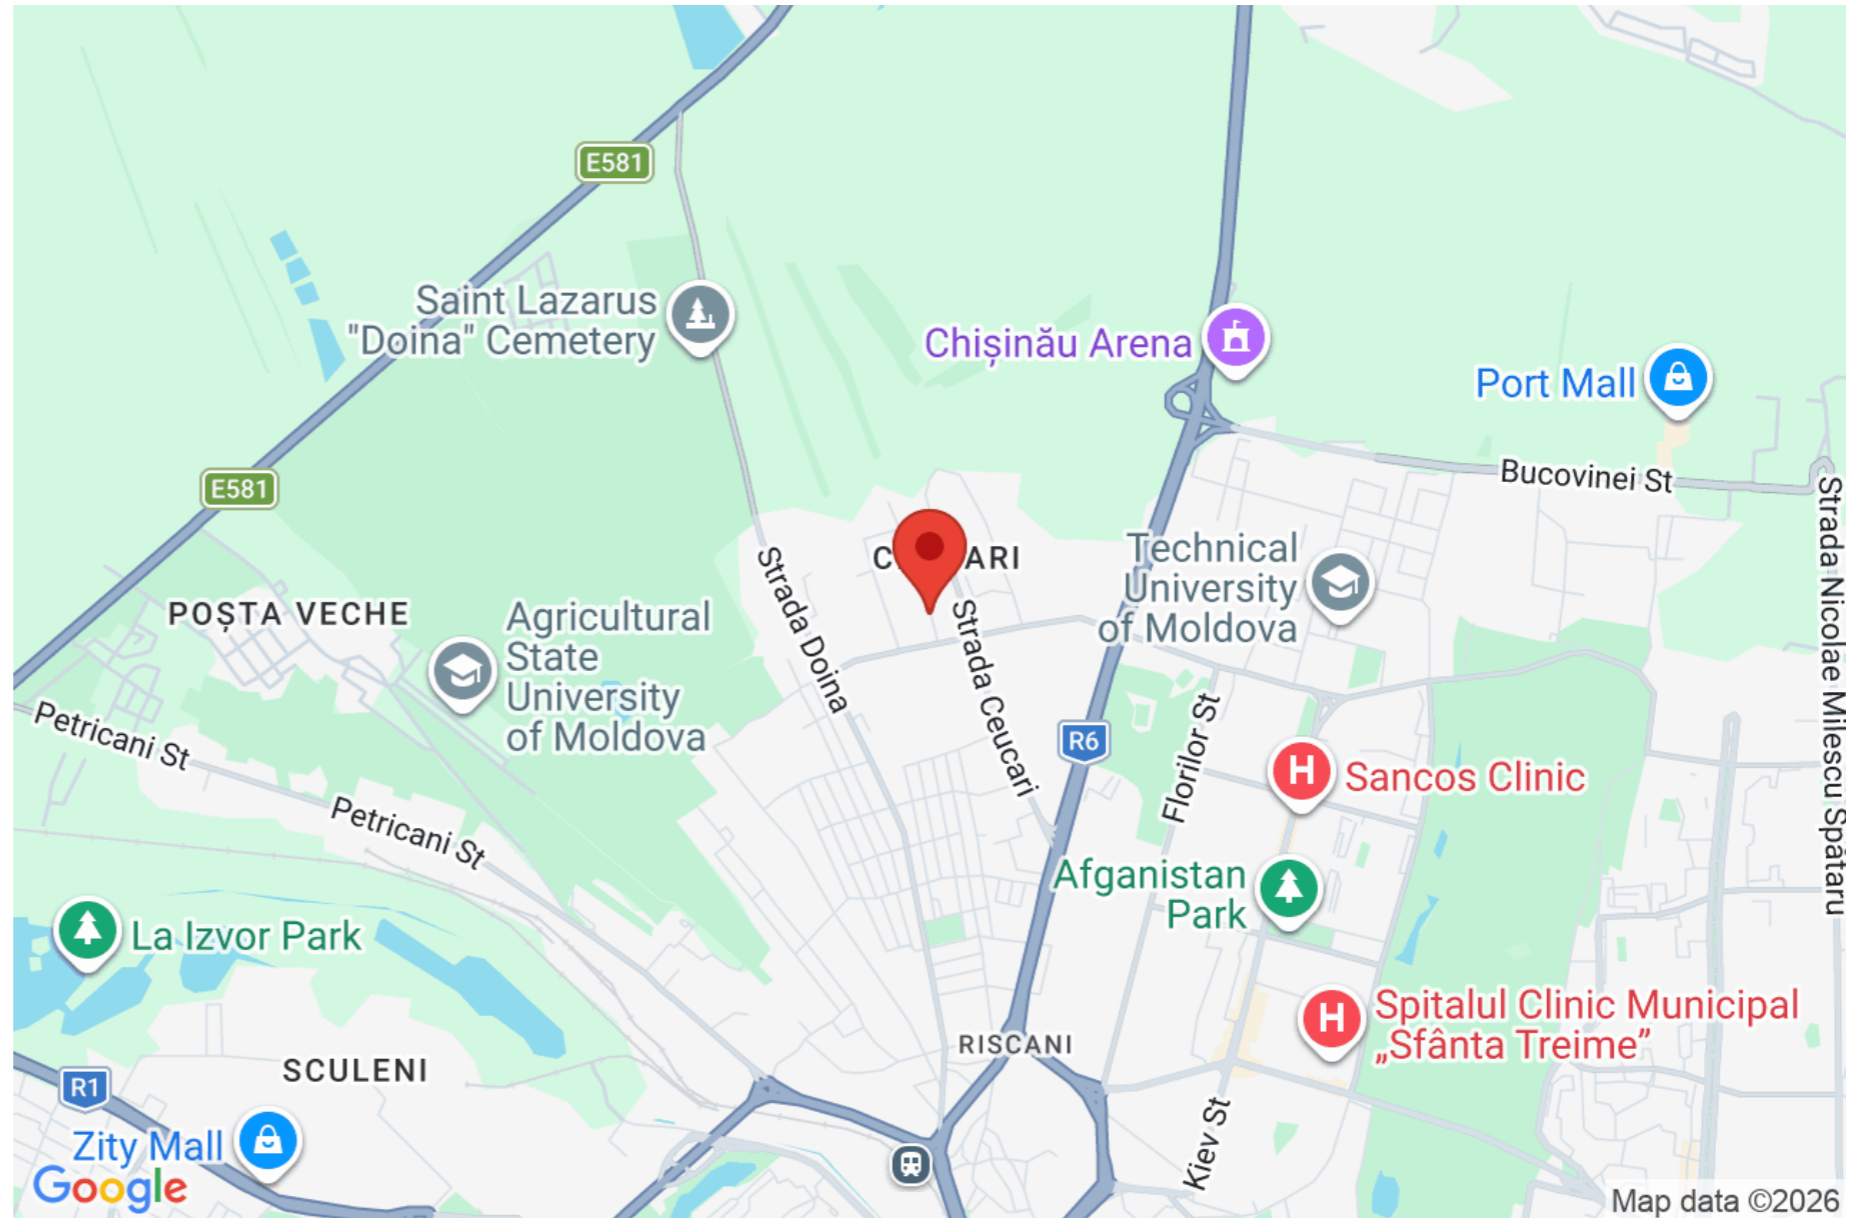 E581
Saint Lazarus
"Doina" Cemetery
Chișinău Arena
Port Mall
E581
Bucovinei St
Strada Nicolae Milescu Spătaru
Technical
University
of Moldova
POȘTA VECHE
Agricultural
State
University
of Moldova
Strada Doina
Strada Ceucari
Petricani St
Florilor St
R6
Sancos Clinic
Petricani St
Afganistan
Park
La Izvor Park
Spitalul Clinic Municipal
„Sfânta Treime”
RISCANI
SCULENI
R1
Zity Mall
Kiev St
Google
Map data ©2026